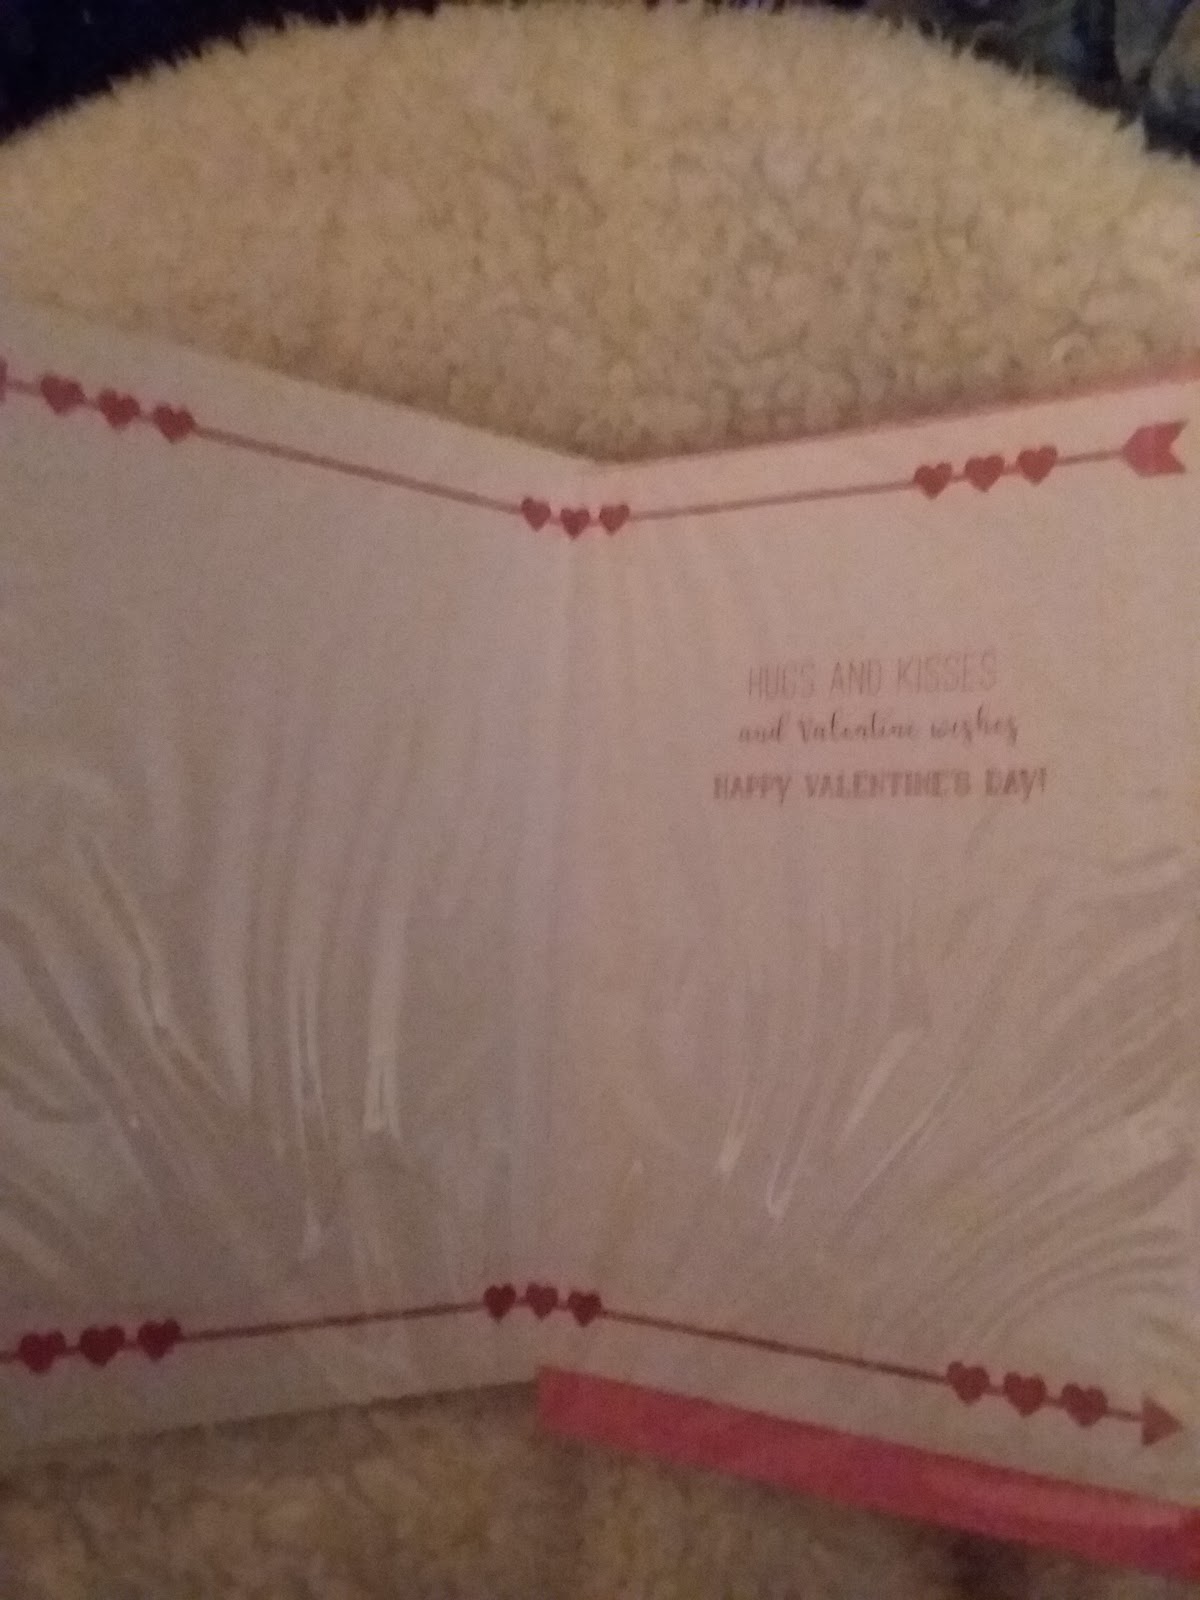 HUGS AND KISSES
and Valentine wishes
HAPPY VALENTINE'S DAY!